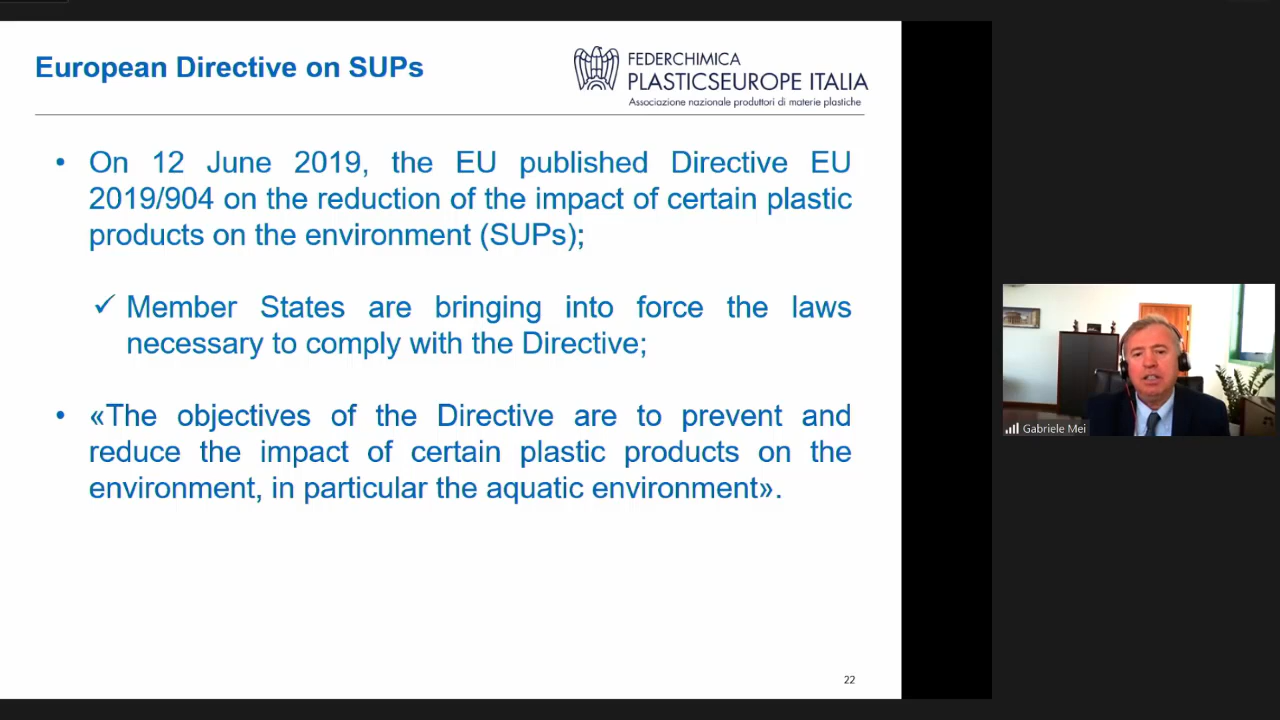 European Directive on SUPs
FEDERCHIMICA
PLASTICSEUROPE ITALIA
Associazione nazionale produttori di materie plastiche
• On 12 June 2019, the EU published Directive EU
2019/904 on the reduction of the impact of certain plastic
products on the environment (SUPs);
✓ Member States are bringing into force the laws
necessary to comply with the Directive;
• «The objectives of the Directive are to prevent and
reduce the impact of certain plastic products on the
environment, in particular the aquatic environment».
22
Gabriele Mei